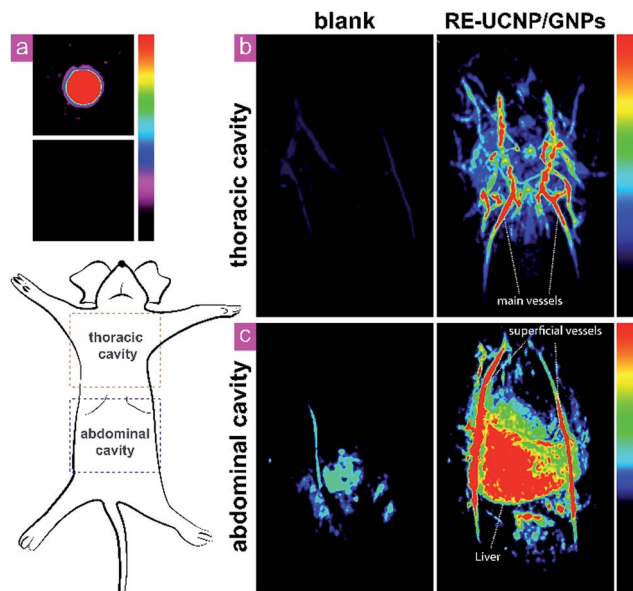 a
blank
RE-UCNP/GNPs
b
thoracic cavity
main vessels
thoracic
cavity
abdominal
cavity
c
abdominal cavity
superficial vessels
Liver